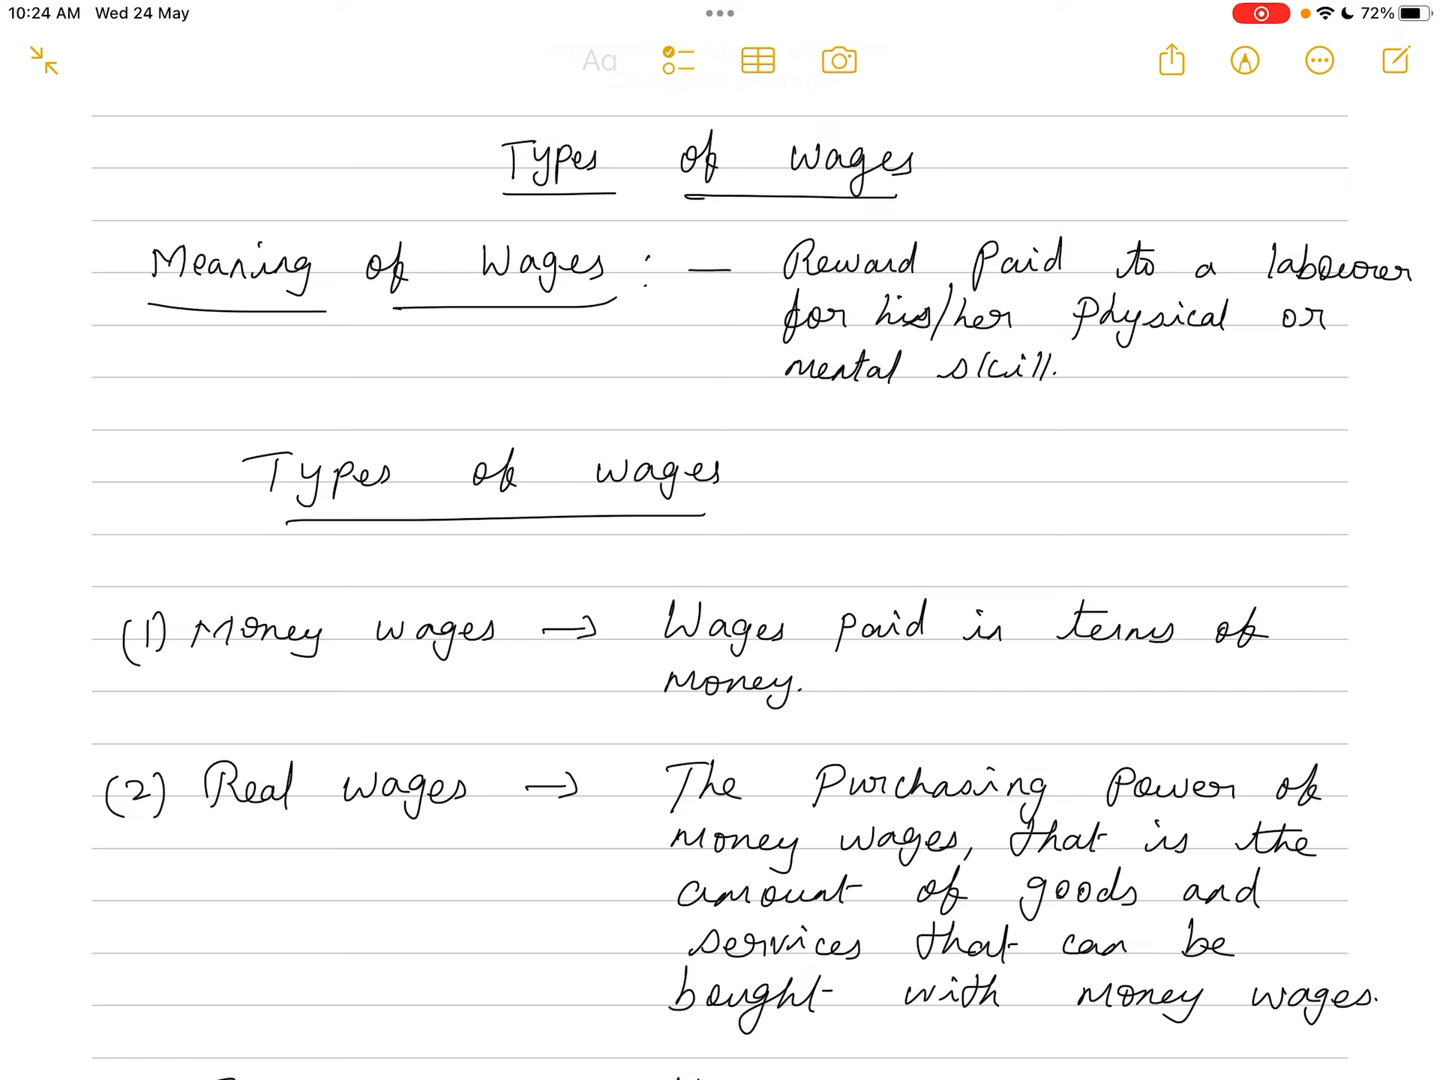 10:24 AM Wed 24 May
72%
Aa
Types of wages
Meaning of Wages :— Reward Paid to a labourer
for his/her Physical or
mental skill.
Types of wages
(1) Money wages → Wages paid in terms of
Money.
(2) Real wages → The Purchasing Power of
Money wages, that is the
amount of goods and
services that can be
bought with Money wages.